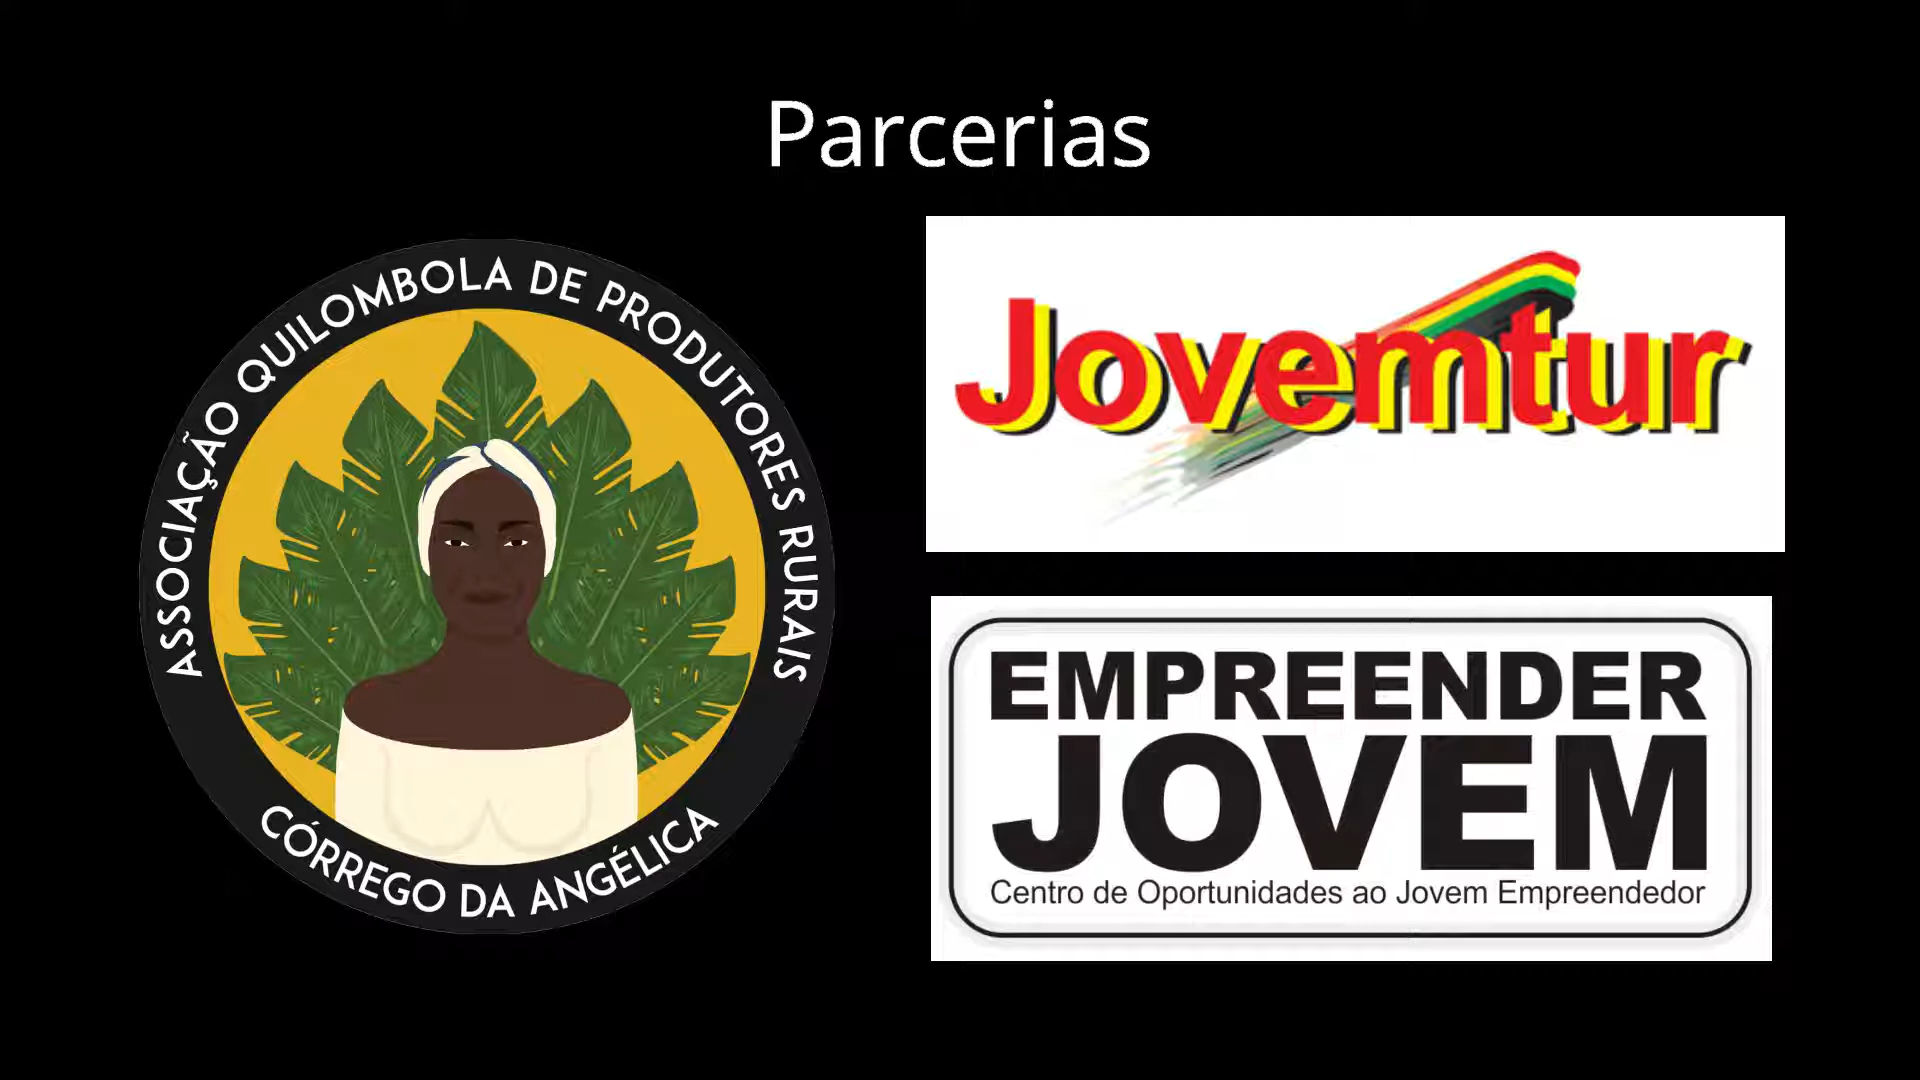 Parcerias
ASSOCIAÇÃO QUILOMBOLA DE PRODUTORES RURAIS
CÓRREGO DA ANGÉLICA
Jovemtur
EMPREENDER
JOVEM
Centro de Oportunidades ao Jovem Empreendedor